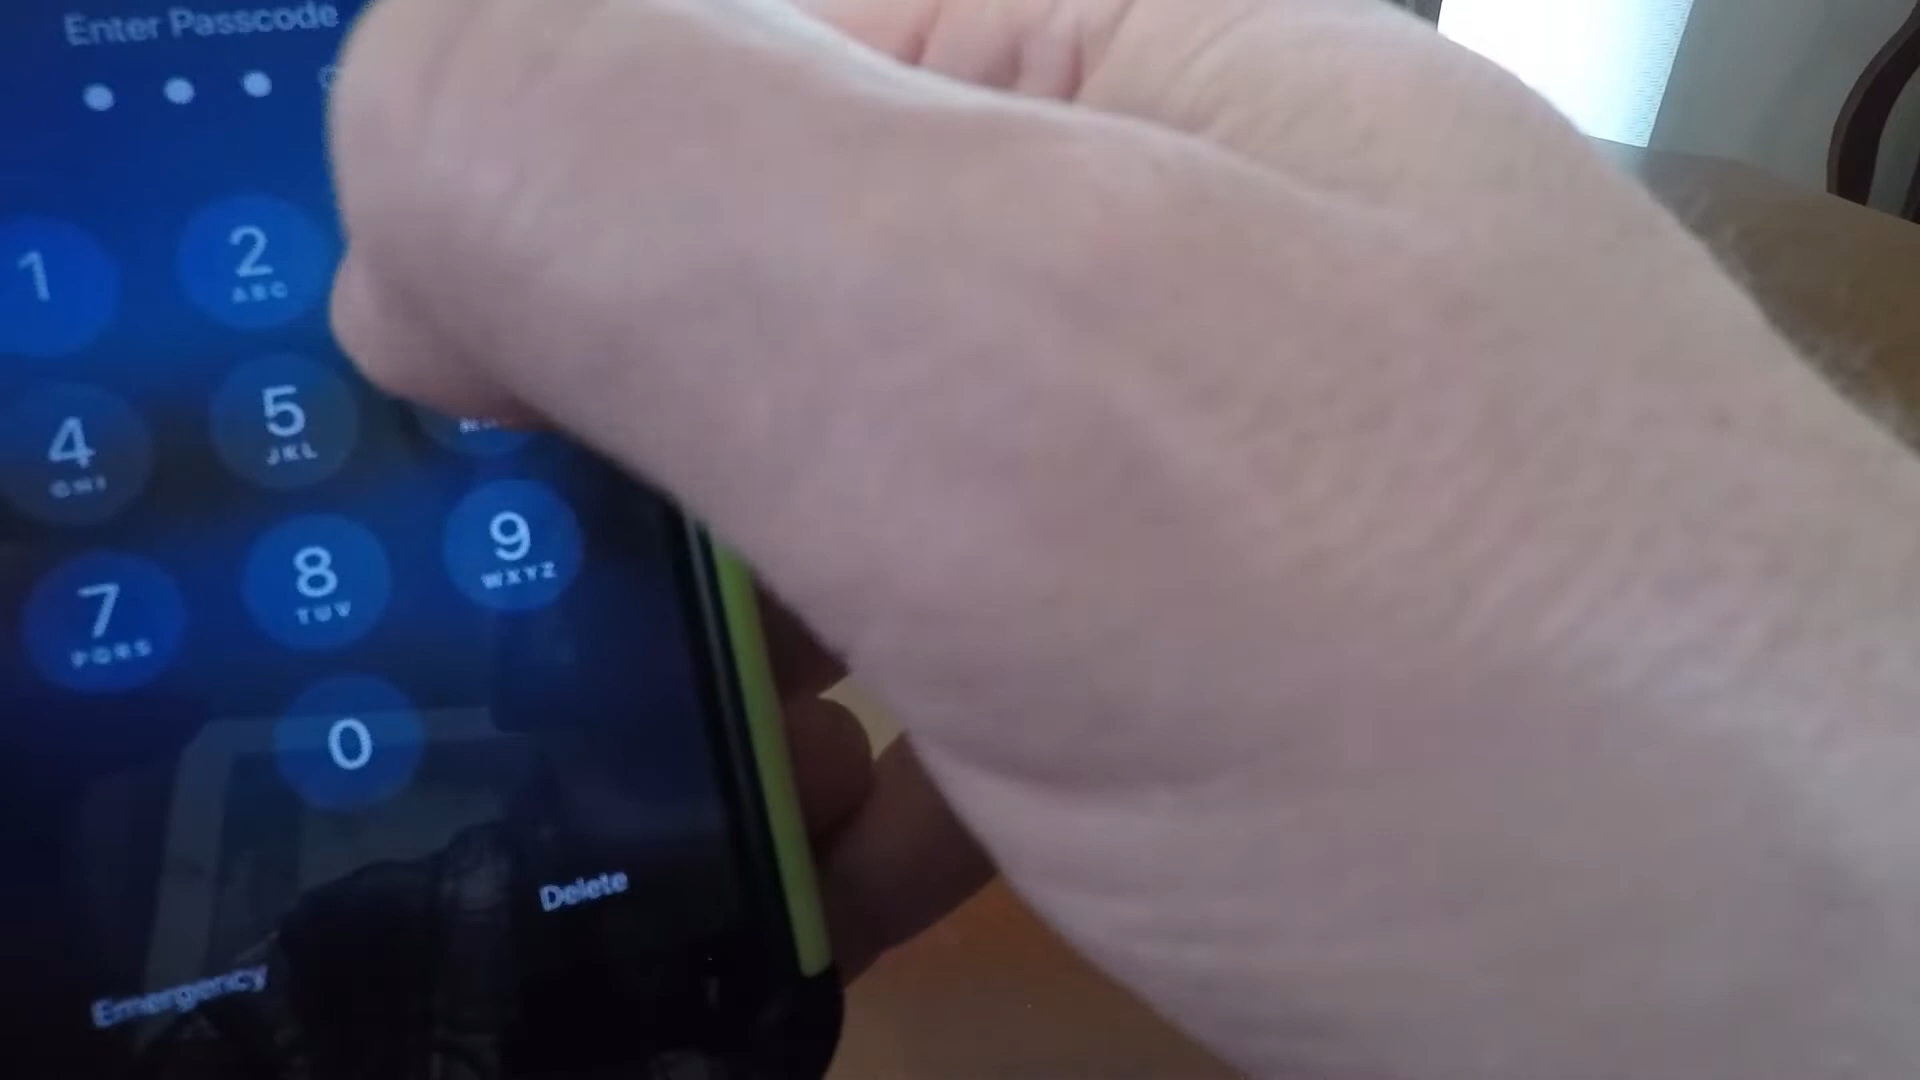 Enter Passcode
1
2
ABC
4
GHI
5
JKL
7
PQRS
8
TUV
9
WXYZ
0
Delete
Emergency